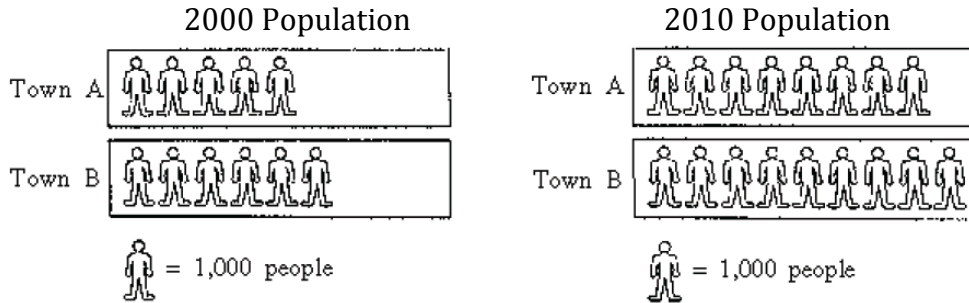 2000 Population
Town A
Town B
= 1,000 people
2010 Population
Town A
Town B
= 1,000 people